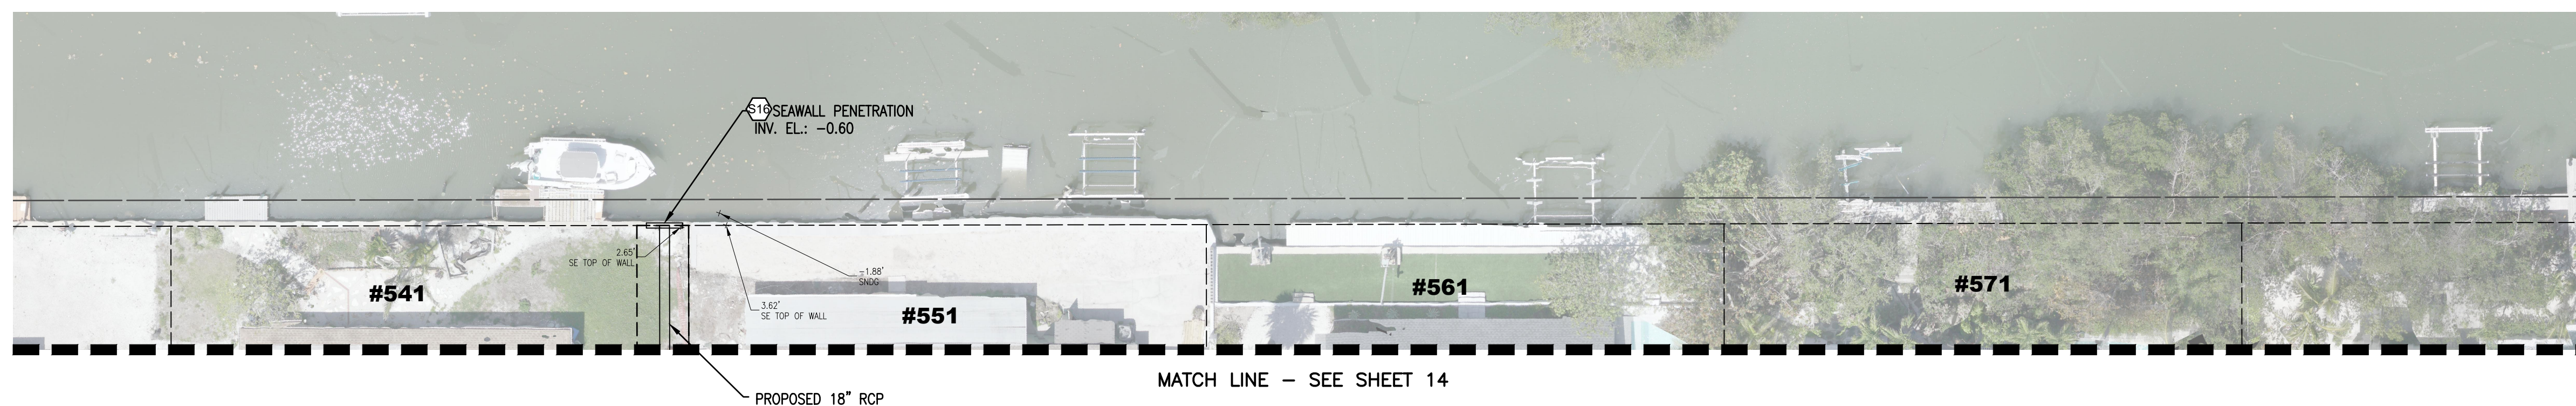 S16 SEAWALL PENETRATION
INV. EL.: -0.60
2.65'
SE TOP OF WALL
-1.88'
SNDG
3.62'
SE TOP OF WALL
#541
#551
#561
#571
MATCH LINE - SEE SHEET 14
PROPOSED 18" RCP